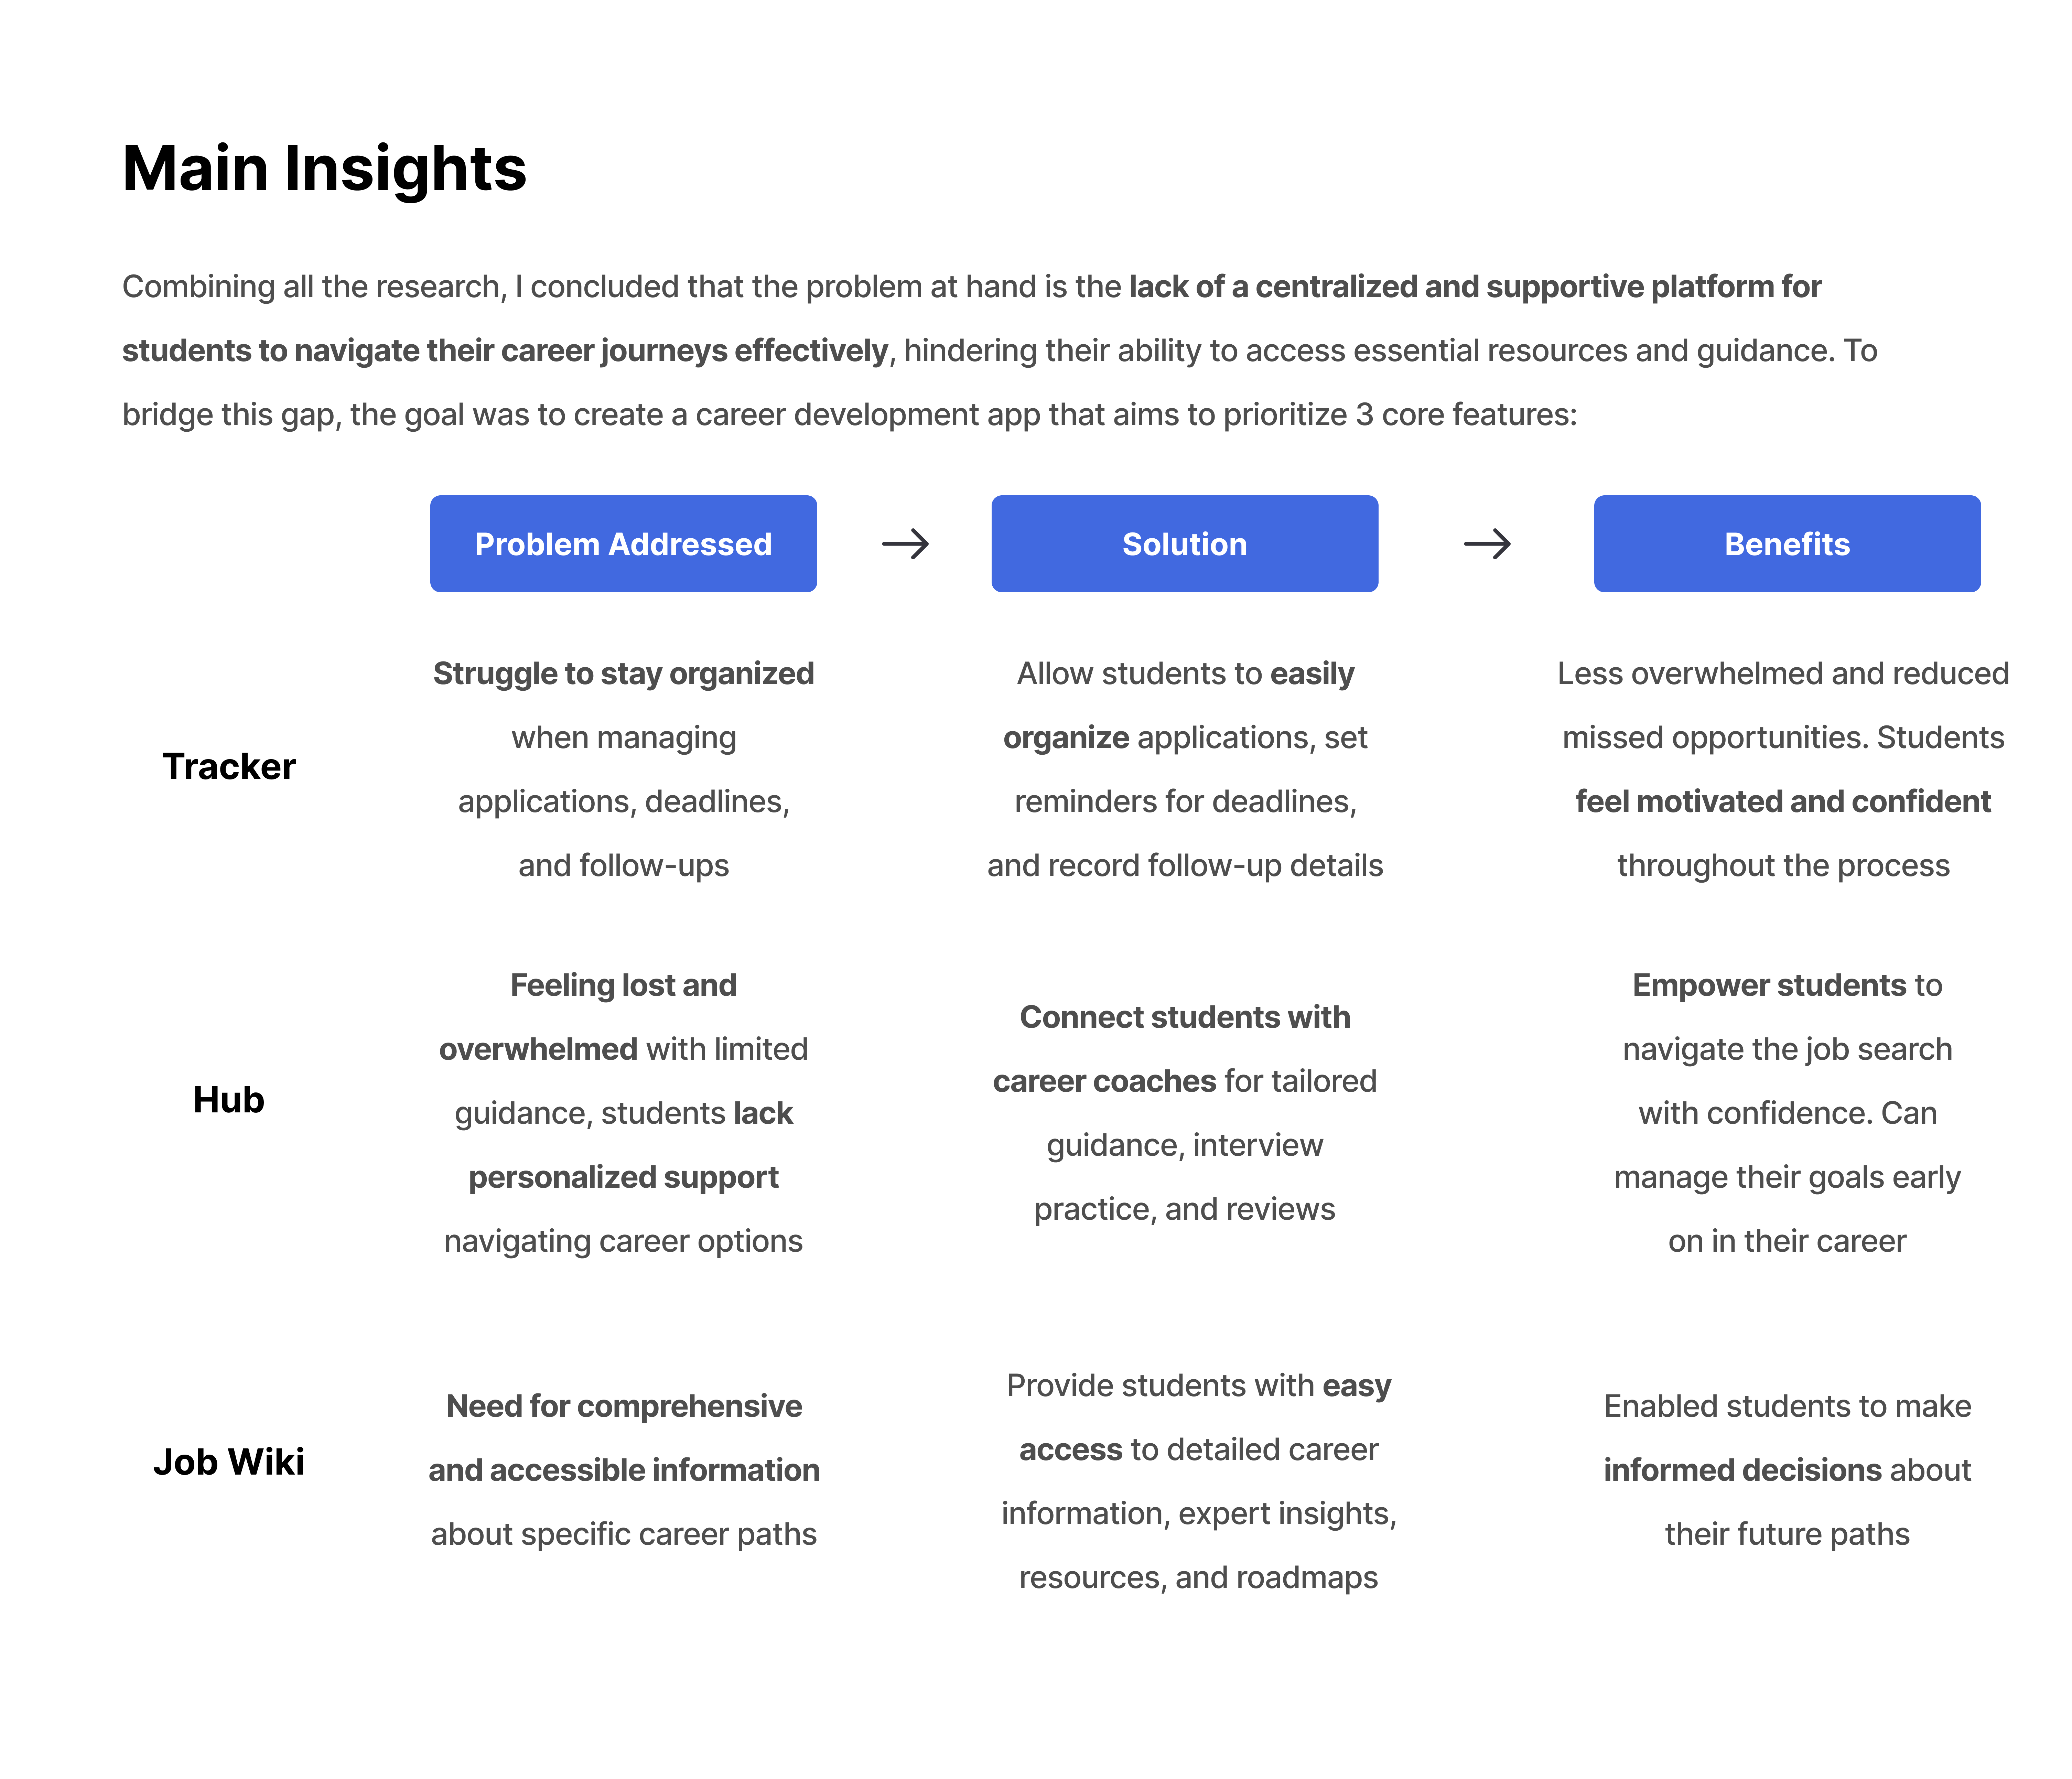 Main Insights
Combining all the research, I concluded that the problem at hand is the lack of a centralized and supportive platform for
students to navigate their career journeys effectively, hindering their ability to access essential resources and guidance. To
bridge this gap, the goal was to create a career development app that aims to prioritize 3 core features:
Problem Addressed → Solution → Benefits
Tracker
Struggle to stay organized
when managing
applications, deadlines,
and follow-ups
Allow students to easily
organize applications, set
reminders for deadlines,
and record follow-up details
Less overwhelmed and reduced
missed opportunities. Students
feel motivated and confident
throughout the process
Hub
Feeling lost and
overwhelmed with limited
guidance, students lack
personalized support
navigating career options
Connect students with
career coaches for tailored
guidance, interview
practice, and reviews
Empower students to
navigate the job search
with confidence. Can
manage their goals early
on in their career
Job Wiki
Need for comprehensive
and accessible information
about specific career paths
Provide students with easy
access to detailed career
information, expert insights,
resources, and roadmaps
Enabled students to make
informed decisions about
their future paths